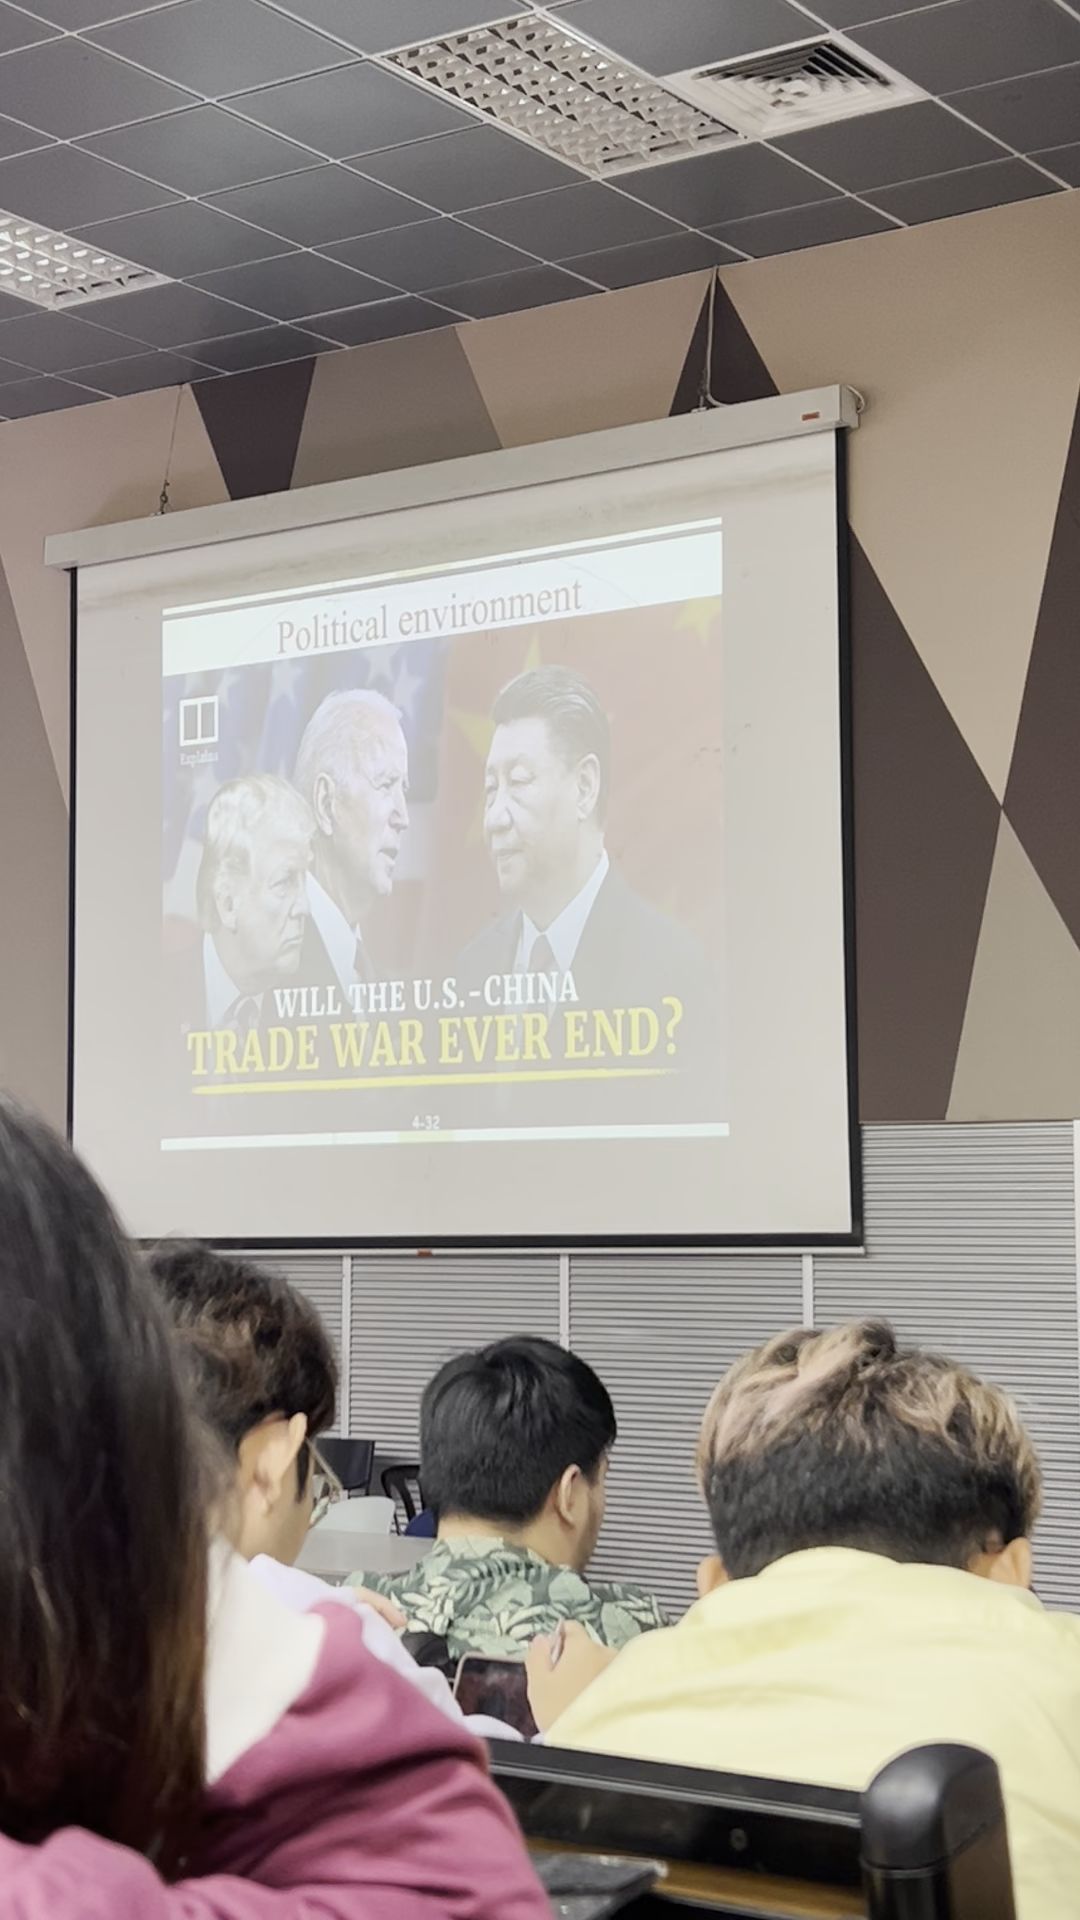 Political environment
WILL THE U.S.-CHINA
TRADE WAR EVER END?
4-32